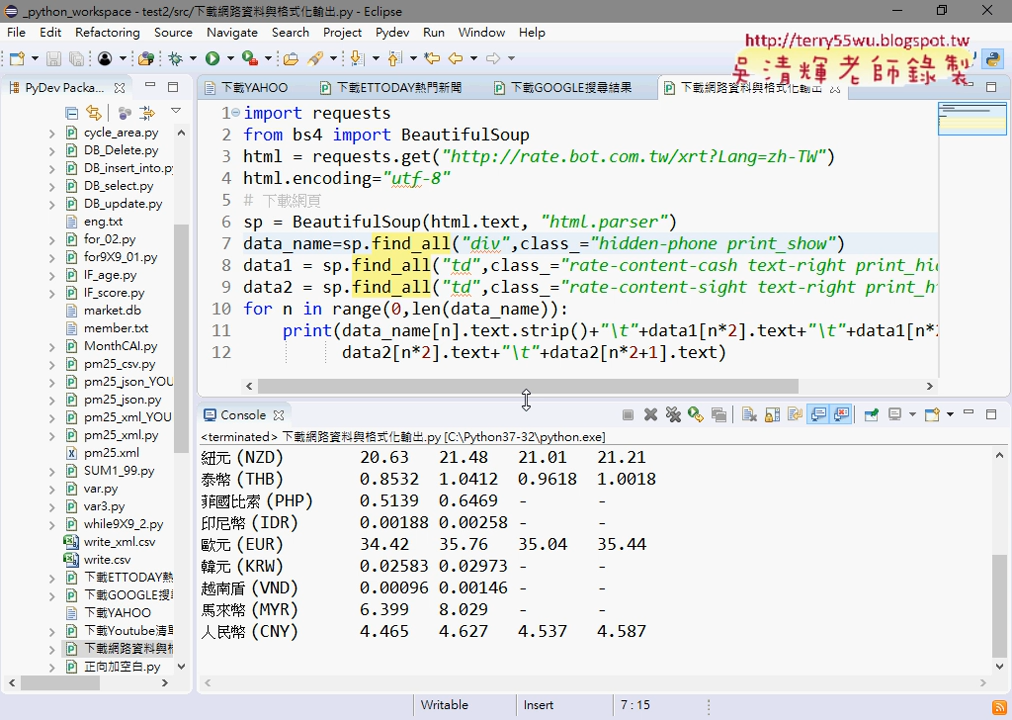 _python_workspace - test2/src/下載網路資料與格式化輸出.py - Eclipse
File Edit Refactoring Source Navigate Search Project Pydev Run Window Help
http://terry55wu.blogspot.tw
吳清輝老師錄製
PyDev Packa...
下載YAHOO
下載ETTODAY熱門新聞
下載GOOGLE搜尋結果
下載網路資料與格式化輸出
cycle_area.py
DB_Delete.py
DB_insert_into.py
DB_select.py
DB_update.py
eng.txt
for_02.py
for9X9_01.py
IF_age.py
IF_score.py
market.db
member.txt
MonthCAl.py
pm25_csv.py
pm25_json_YOU
pm25_json.py
pm25_xml_YOU
pm25_xml.py
pm25.xml
SUM1_99.py
var.py
var3.py
while9X9_2.py
write_xml.csv
write.csv
下載ETTODAY熱
下載GOOGLE搜
下載YAHOO
下載Youtube清單
下載網路資料與格
正向加空白.py
1 import requests
2 from bs4 import BeautifulSoup
3 html = requests.get("http://rate.bot.com.tw/xrt?Lang=zh-TW")
4 html.encoding="utf-8"
5 # 下載網頁
6 sp = BeautifulSoup(html.text, "html.parser")
7 data_name=sp.find_all("div",class_="hidden-phone print_show")
8 data1 = sp.find_all("td",class_="rate-content-cash text-right print_hi
9 data2 = sp.find_all("td",class_="rate-content-sight text-right print_h
10 for n in range(0,len(data_name)):
11 print(data_name[n].text.strip()+"\t"+data1[n*2].text+"\t"+data1[n*
12 data2[n*2].text+"\t"+data2[n*2+1].text)
Console
<terminated> 下載網路資料與格式化輸出.py [C:\Python37-32\python.exe]
紐元 (NZD) 20.63 21.48 21.01 21.21
泰幣 (THB) 0.8532 1.0412 0.9618 1.0018
菲國比索 (PHP) 0.5139 0.6469 - -
印尼幣 (IDR) 0.00188 0.00258 - -
歐元 (EUR) 34.42 35.76 35.04 35.44
韓元 (KRW) 0.02583 0.02973 - -
越南盾 (VND) 0.00096 0.00146 - -
馬來幣 (MYR) 6.399 8.029 - -
人民幣 (CNY) 4.465 4.627 4.537 4.587
Writable Insert 7 : 15